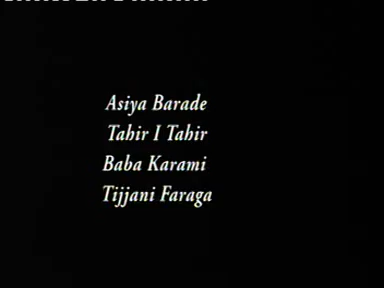 Asiya Barade
Tahir I Tahir
Baba Karami
Tijjani Faraga